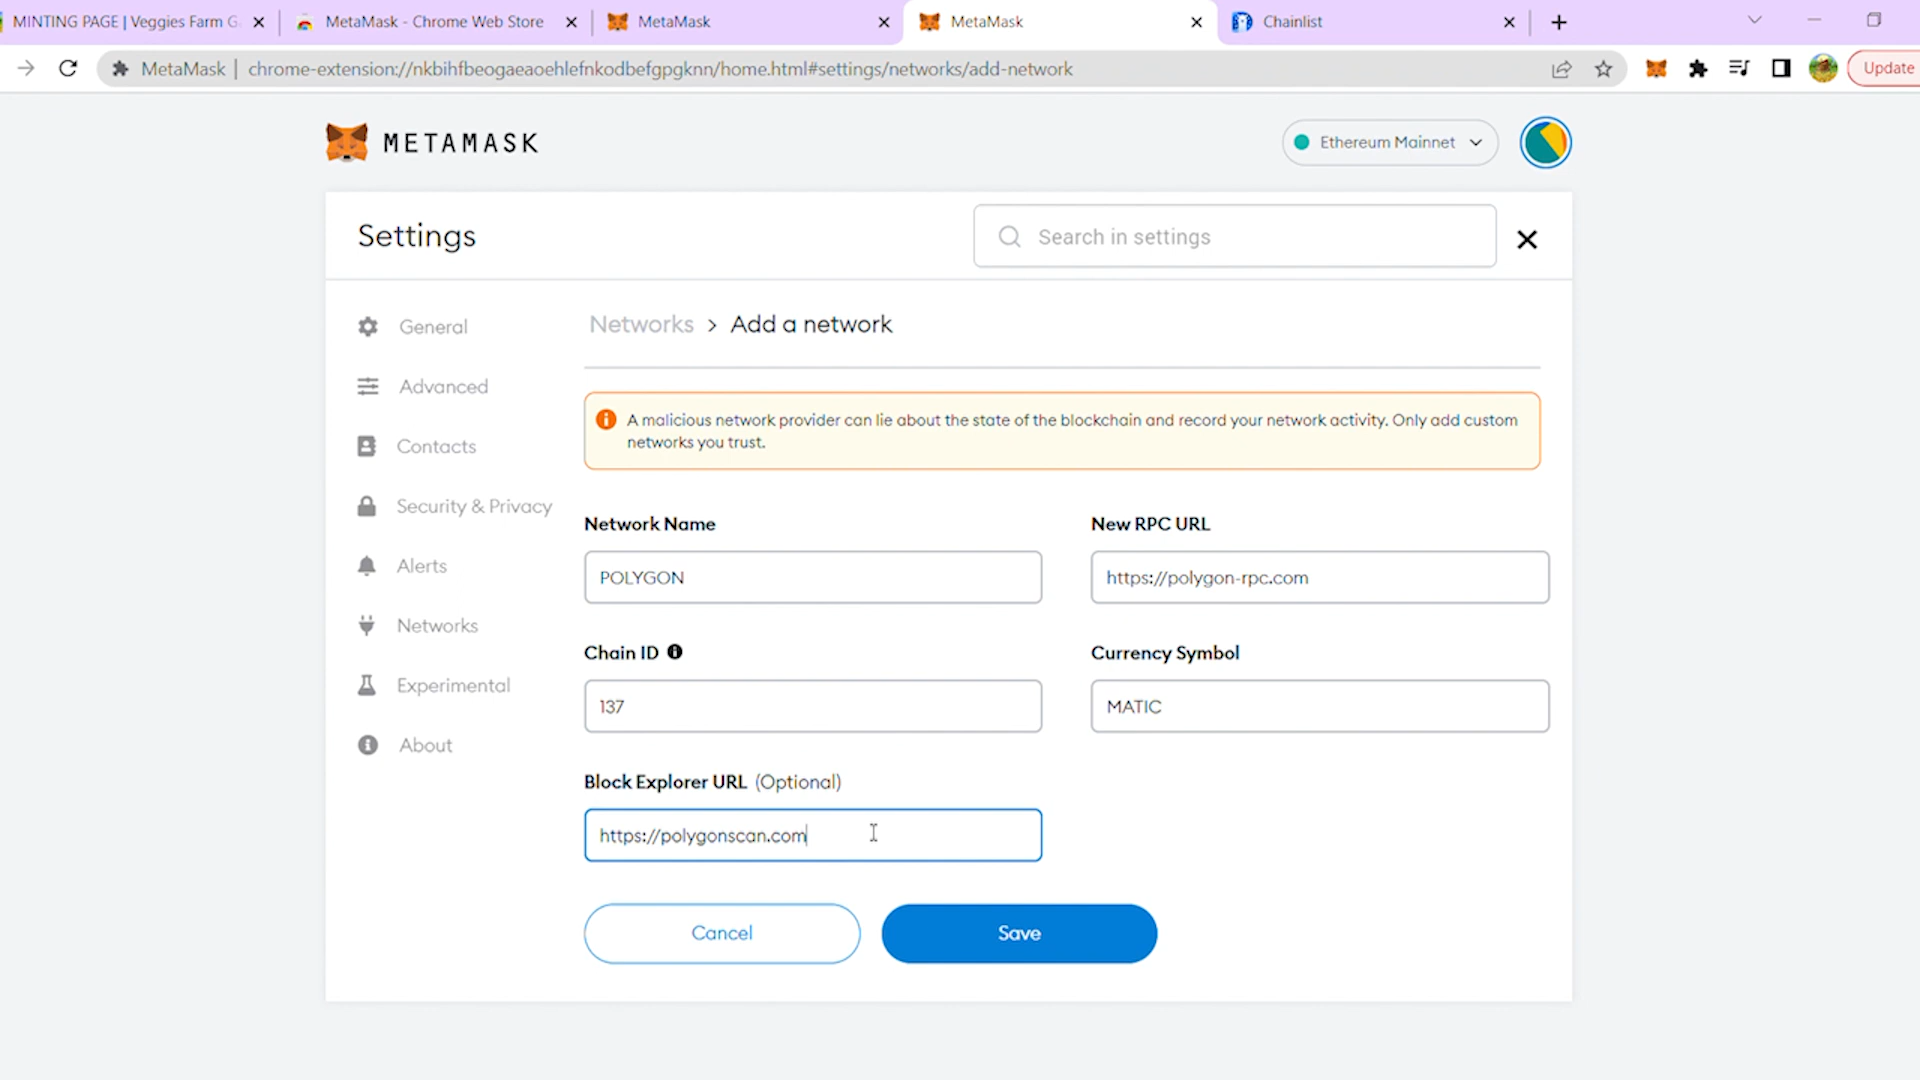 MINTING PAGE | Veggies Farm G
MetaMask - Chrome Web Store
MetaMask
MetaMask
Chainlist
MetaMask
chrome-extension://nkbihfbeogaeaoehlefnkodbefgpgknn/home.html#settings/networks/add-network
Update
METAMASK
Ethereum Mainnet
Settings
Search in settings
General
Advanced
Contacts
Security & Privacy
Alerts
Networks
Experimental
About
Networks > Add a network
A malicious network provider can lie about the state of the blockchain and record your network activity. Only add custom
networks you trust.
Network Name
POLYGON
New RPC URL
https://polygon-rpc.com
Chain ID
137
Currency Symbol
MATIC
Block Explorer URL (Optional)
https://polygonscan.com
Cancel
Save